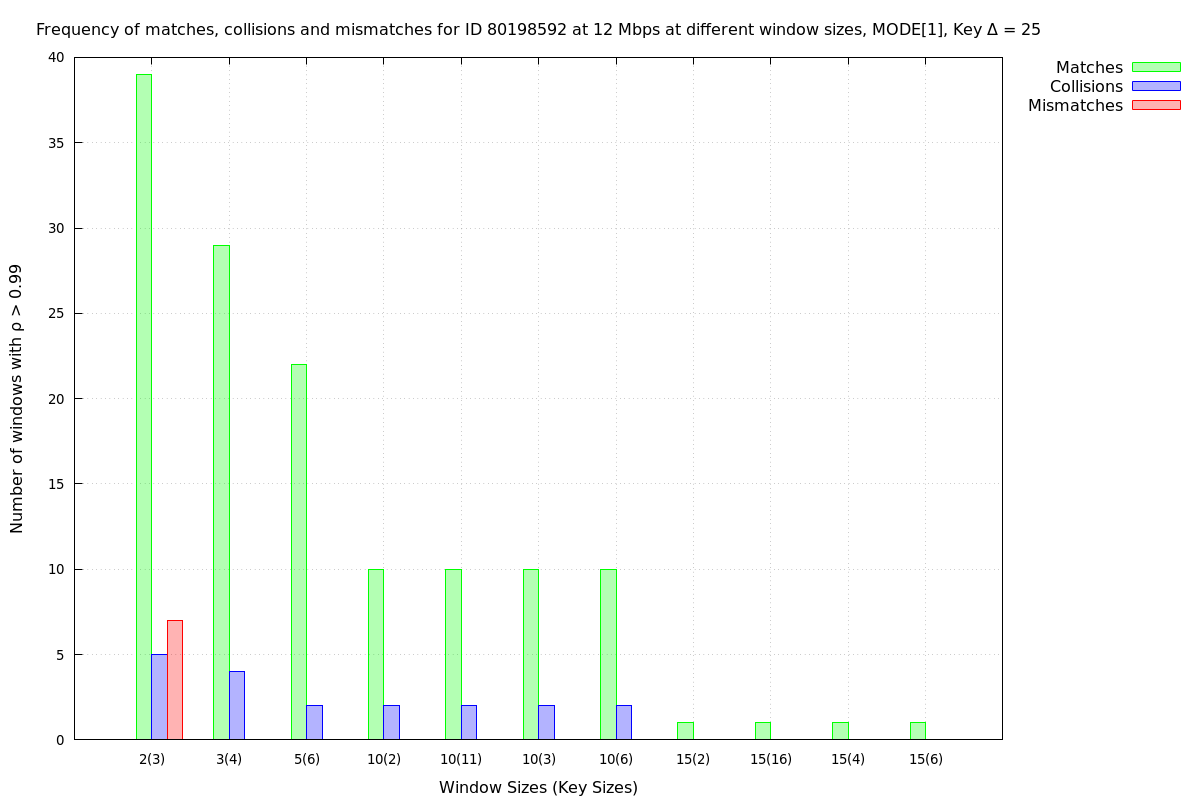 Frequency of matches, collisions and mismatches for ID 80198592 at 12 Mbps at different window sizes, MODE[1], Key Δ = 25
Matches
Collisions
Mismatches
Number of windows with ρ > 0.99
40
35
30
25
20
15
10
5
0
2(3) 3(4) 5(6) 10(2) 10(11) 10(3) 10(6) 15(2) 15(16) 15(4) 15(6)
Window Sizes (Key Sizes)